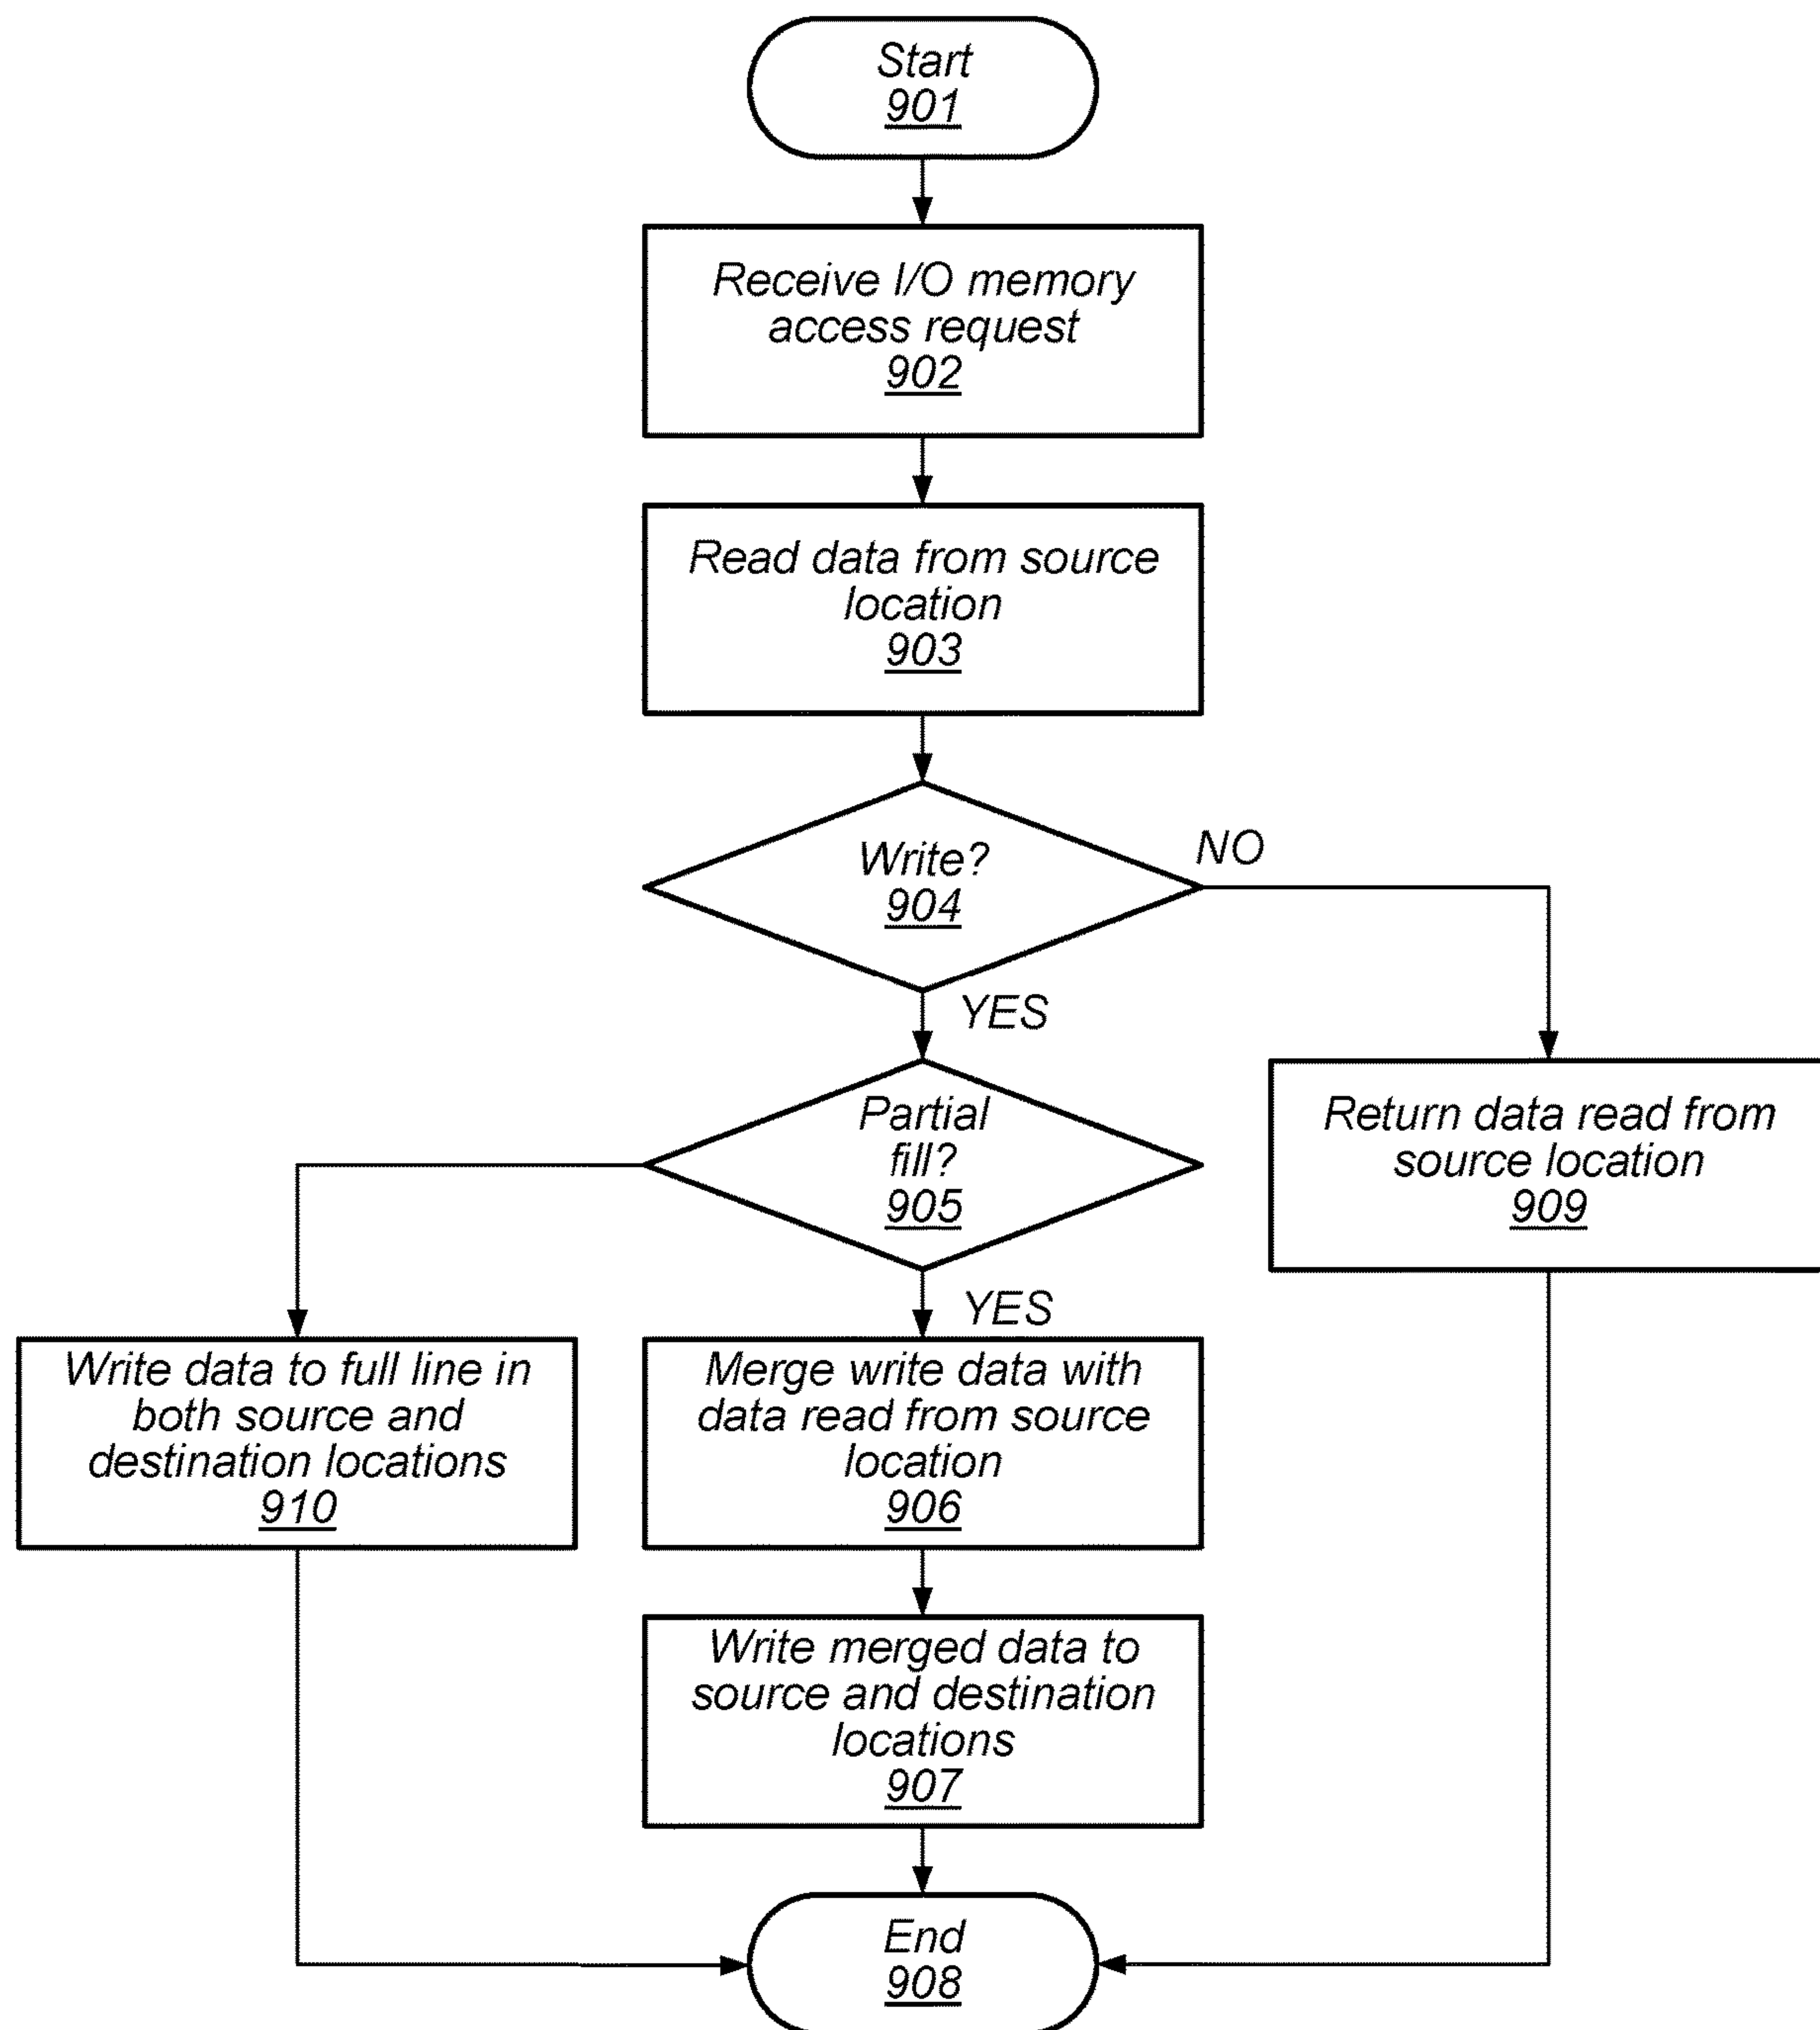 Start
901
Receive I/O memory
access request
902
Read data from source
location
903
Write?
904
NO
YES
Partial
fill?
905
Return data read from
source location
909
YES
Write data to full line in
both source and
destination locations
910
Merge write data with
data read from source
location
906
Write merged data to
source and destination
locations
907
End
908